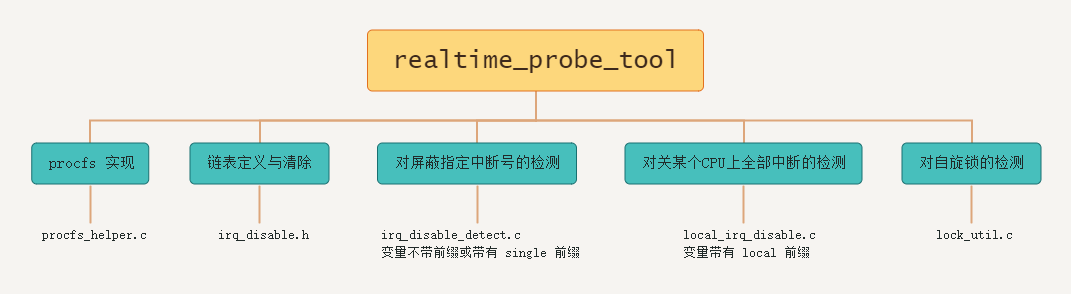 realtime_probe_tool
procfs 实现
链表定义与清除
对屏蔽指定中断号的检测
对关某个CPU上全部中断的检测
对自旋锁的检测
procfs_helper.c
irq_disable.h
irq_disable_detect.c
变量不带前缀或带有 single 前缀
local_irq_disable.c
变量带有 local 前缀
lock_util.c